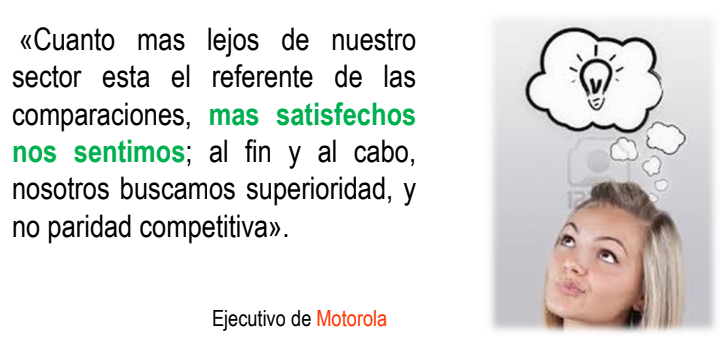 «Cuanto mas lejos de nuestro
sector esta el referente de las
comparaciones, mas satisfechos
nos sentimos; al fin y al cabo,
nosotros buscamos superioridad, y
no paridad competitiva».
Ejecutivo de Motorola